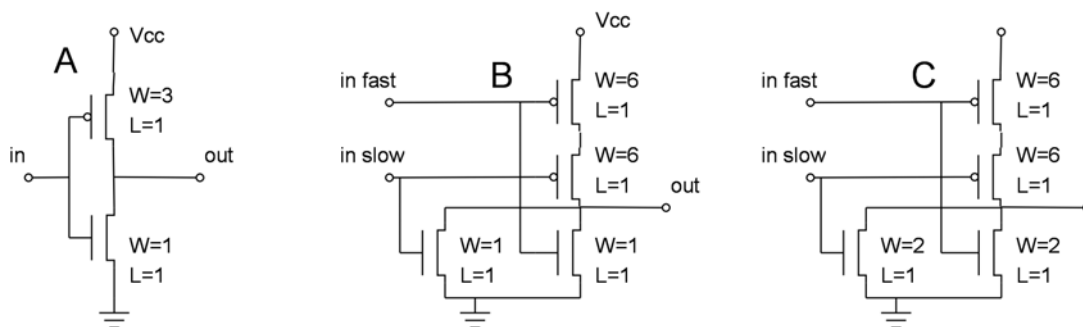 Vcc
A
W=3
L=1
in
out
W=1
L=1
Vcc
B
in fast
W=6
L=1
in slow
W=6
L=1
out
W=1
L=1
W=1
L=1
C
in fast
W=6
L=1
in slow
W=6
L=1
W=2
L=1
W=2
L=1